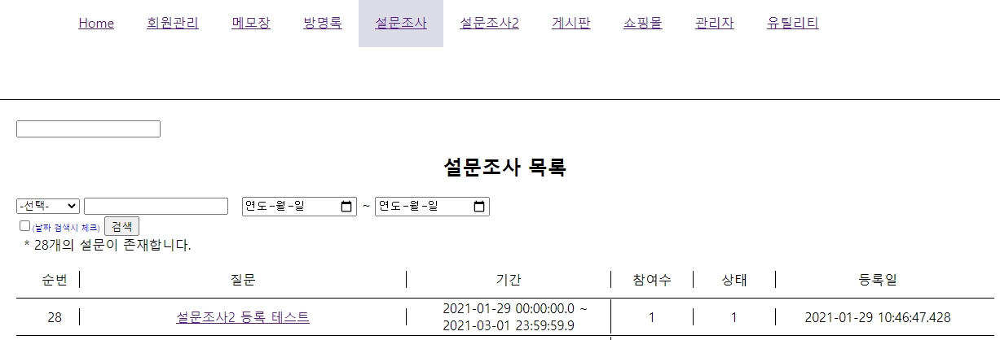 Home 회원관리 메모장 방명록 설문조사 설문조사2 게시판 쇼핑몰 관리자 유틸리티
설문조사 목록
-선택- 연도-월-일 ~ 연도-월-일
(날짜 검색시 체크) 검색
* 28개의 설문이 존재합니다.
순번 질문 기간 참여수 상태 등록일
28 설문조사2 등록 테스트 2021-01-29 00:00:00.0 ~ 1 1 2021-01-29 10:46:47.428
2021-03-01 23:59:59.9